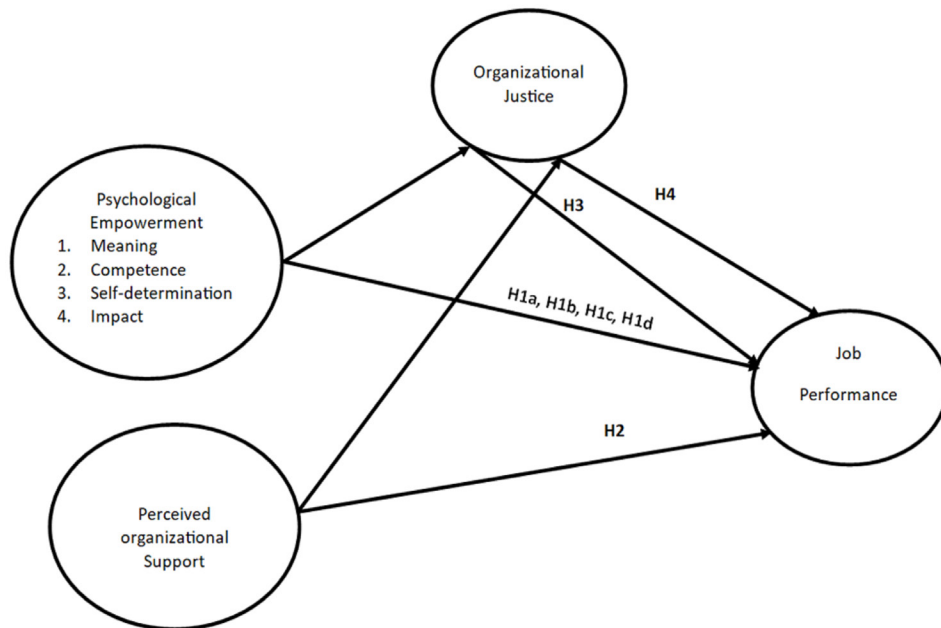 Organizational
Justice
Psychological
Empowerment
1. Meaning
2. Competence
3. Self-determination
4. Impact
H3
H4
H1a, H1b, H1c, H1d
Job
Performance
H2
Perceived
organizational
Support